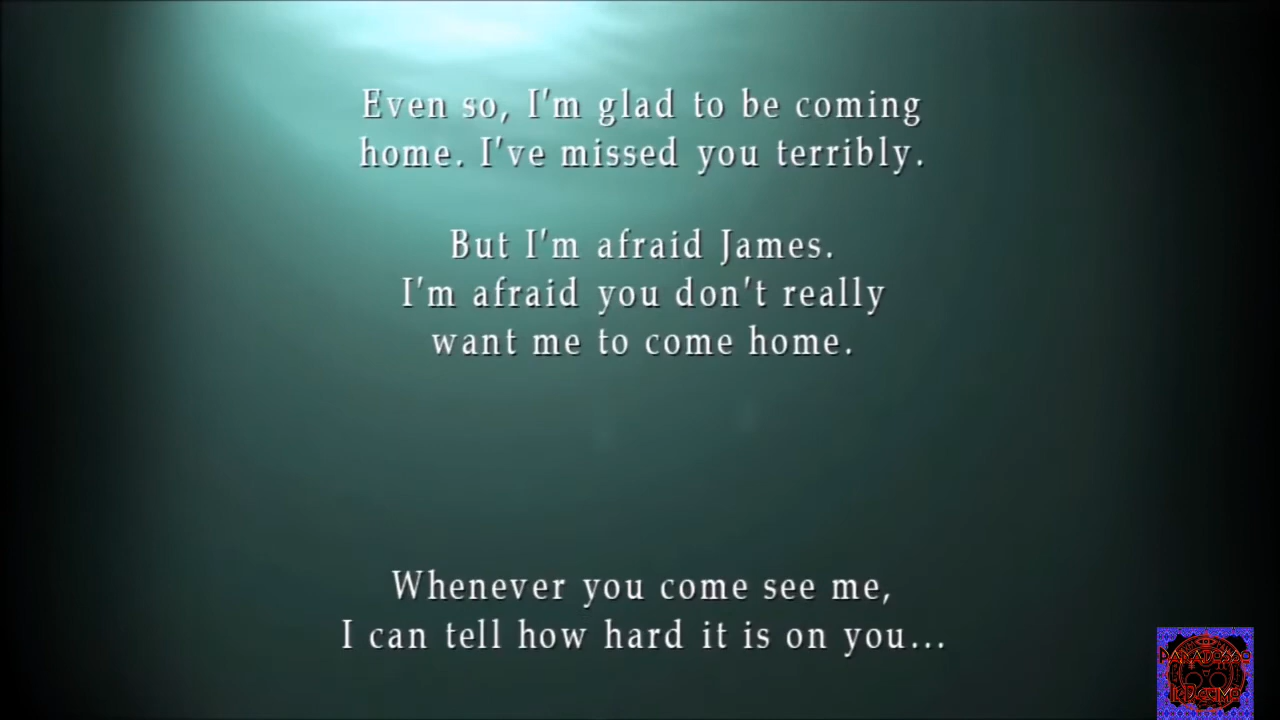 Even so, I'm glad to be coming
home. I've missed you terribly.
But I'm afraid James.
I'm afraid you don't really
want me to come home.
Whenever you come see me,
I can tell how hard it is on you...